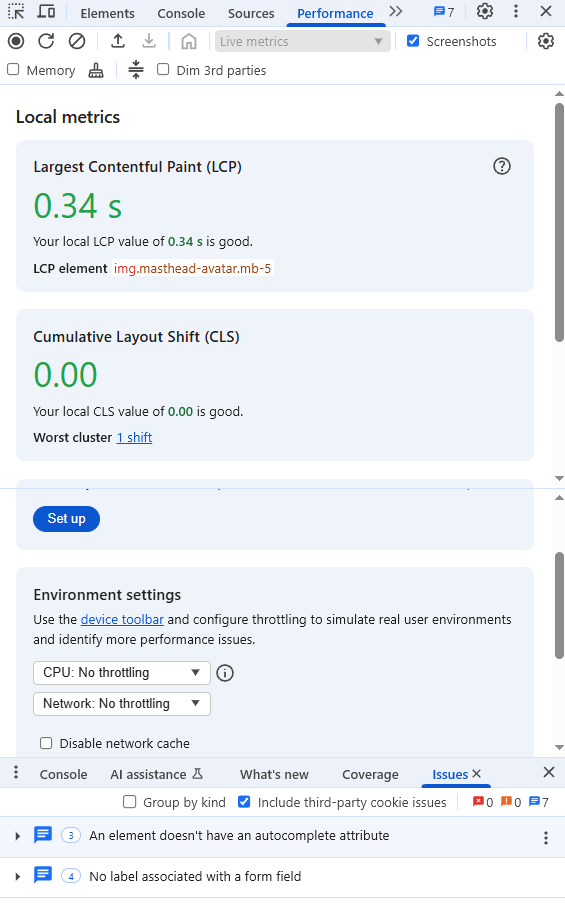 Elements Console Sources Performance 7
Live metrics Screenshots
Memory Dim 3rd parties
Local metrics
Largest Contentful Paint (LCP)
0.34 s
Your local LCP value of 0.34 s is good.
LCP element img.masthead-avatar.mb-5
Cumulative Layout Shift (CLS)
0.00
Your local CLS value of 0.00 is good.
Worst cluster 1 shift
Set up
Environment settings
Use the device toolbar and configure throttling to simulate real user environments
and identify more performance issues.
CPU: No throttling
Network: No throttling
Disable network cache
Console AI assistance What's new Coverage Issues
Group by kind Include third-party cookie issues 0 0 7
3 An element doesn't have an autocomplete attribute
4 No label associated with a form field